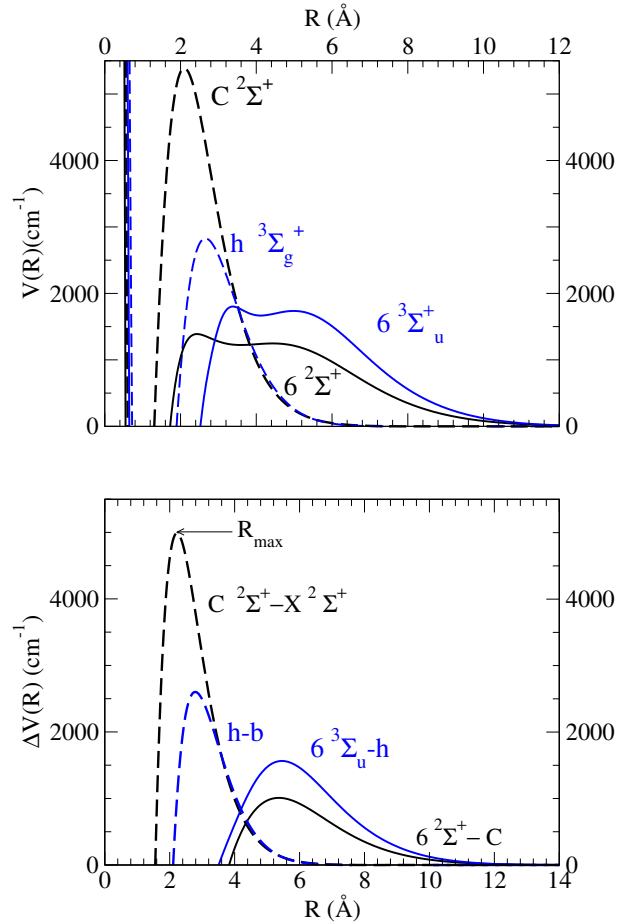 R (Å)
0 2 4 6 8 10 12
C ²Σ⁺
4000 4000
h ³Σg⁺
V(R)(cm⁻¹)
2000 2000
6 ³Σ⁺u
6 ²Σ⁺
0 0
Rmax
C ²Σ⁺−X ² Σ⁺
4000 4000
ΔV(R) (cm⁻¹)
2000 2000
h-b 6 ³Σu-h
6 ²Σ⁺− C
0 0
0 2 4 6 8 10 12 14
R (Å)